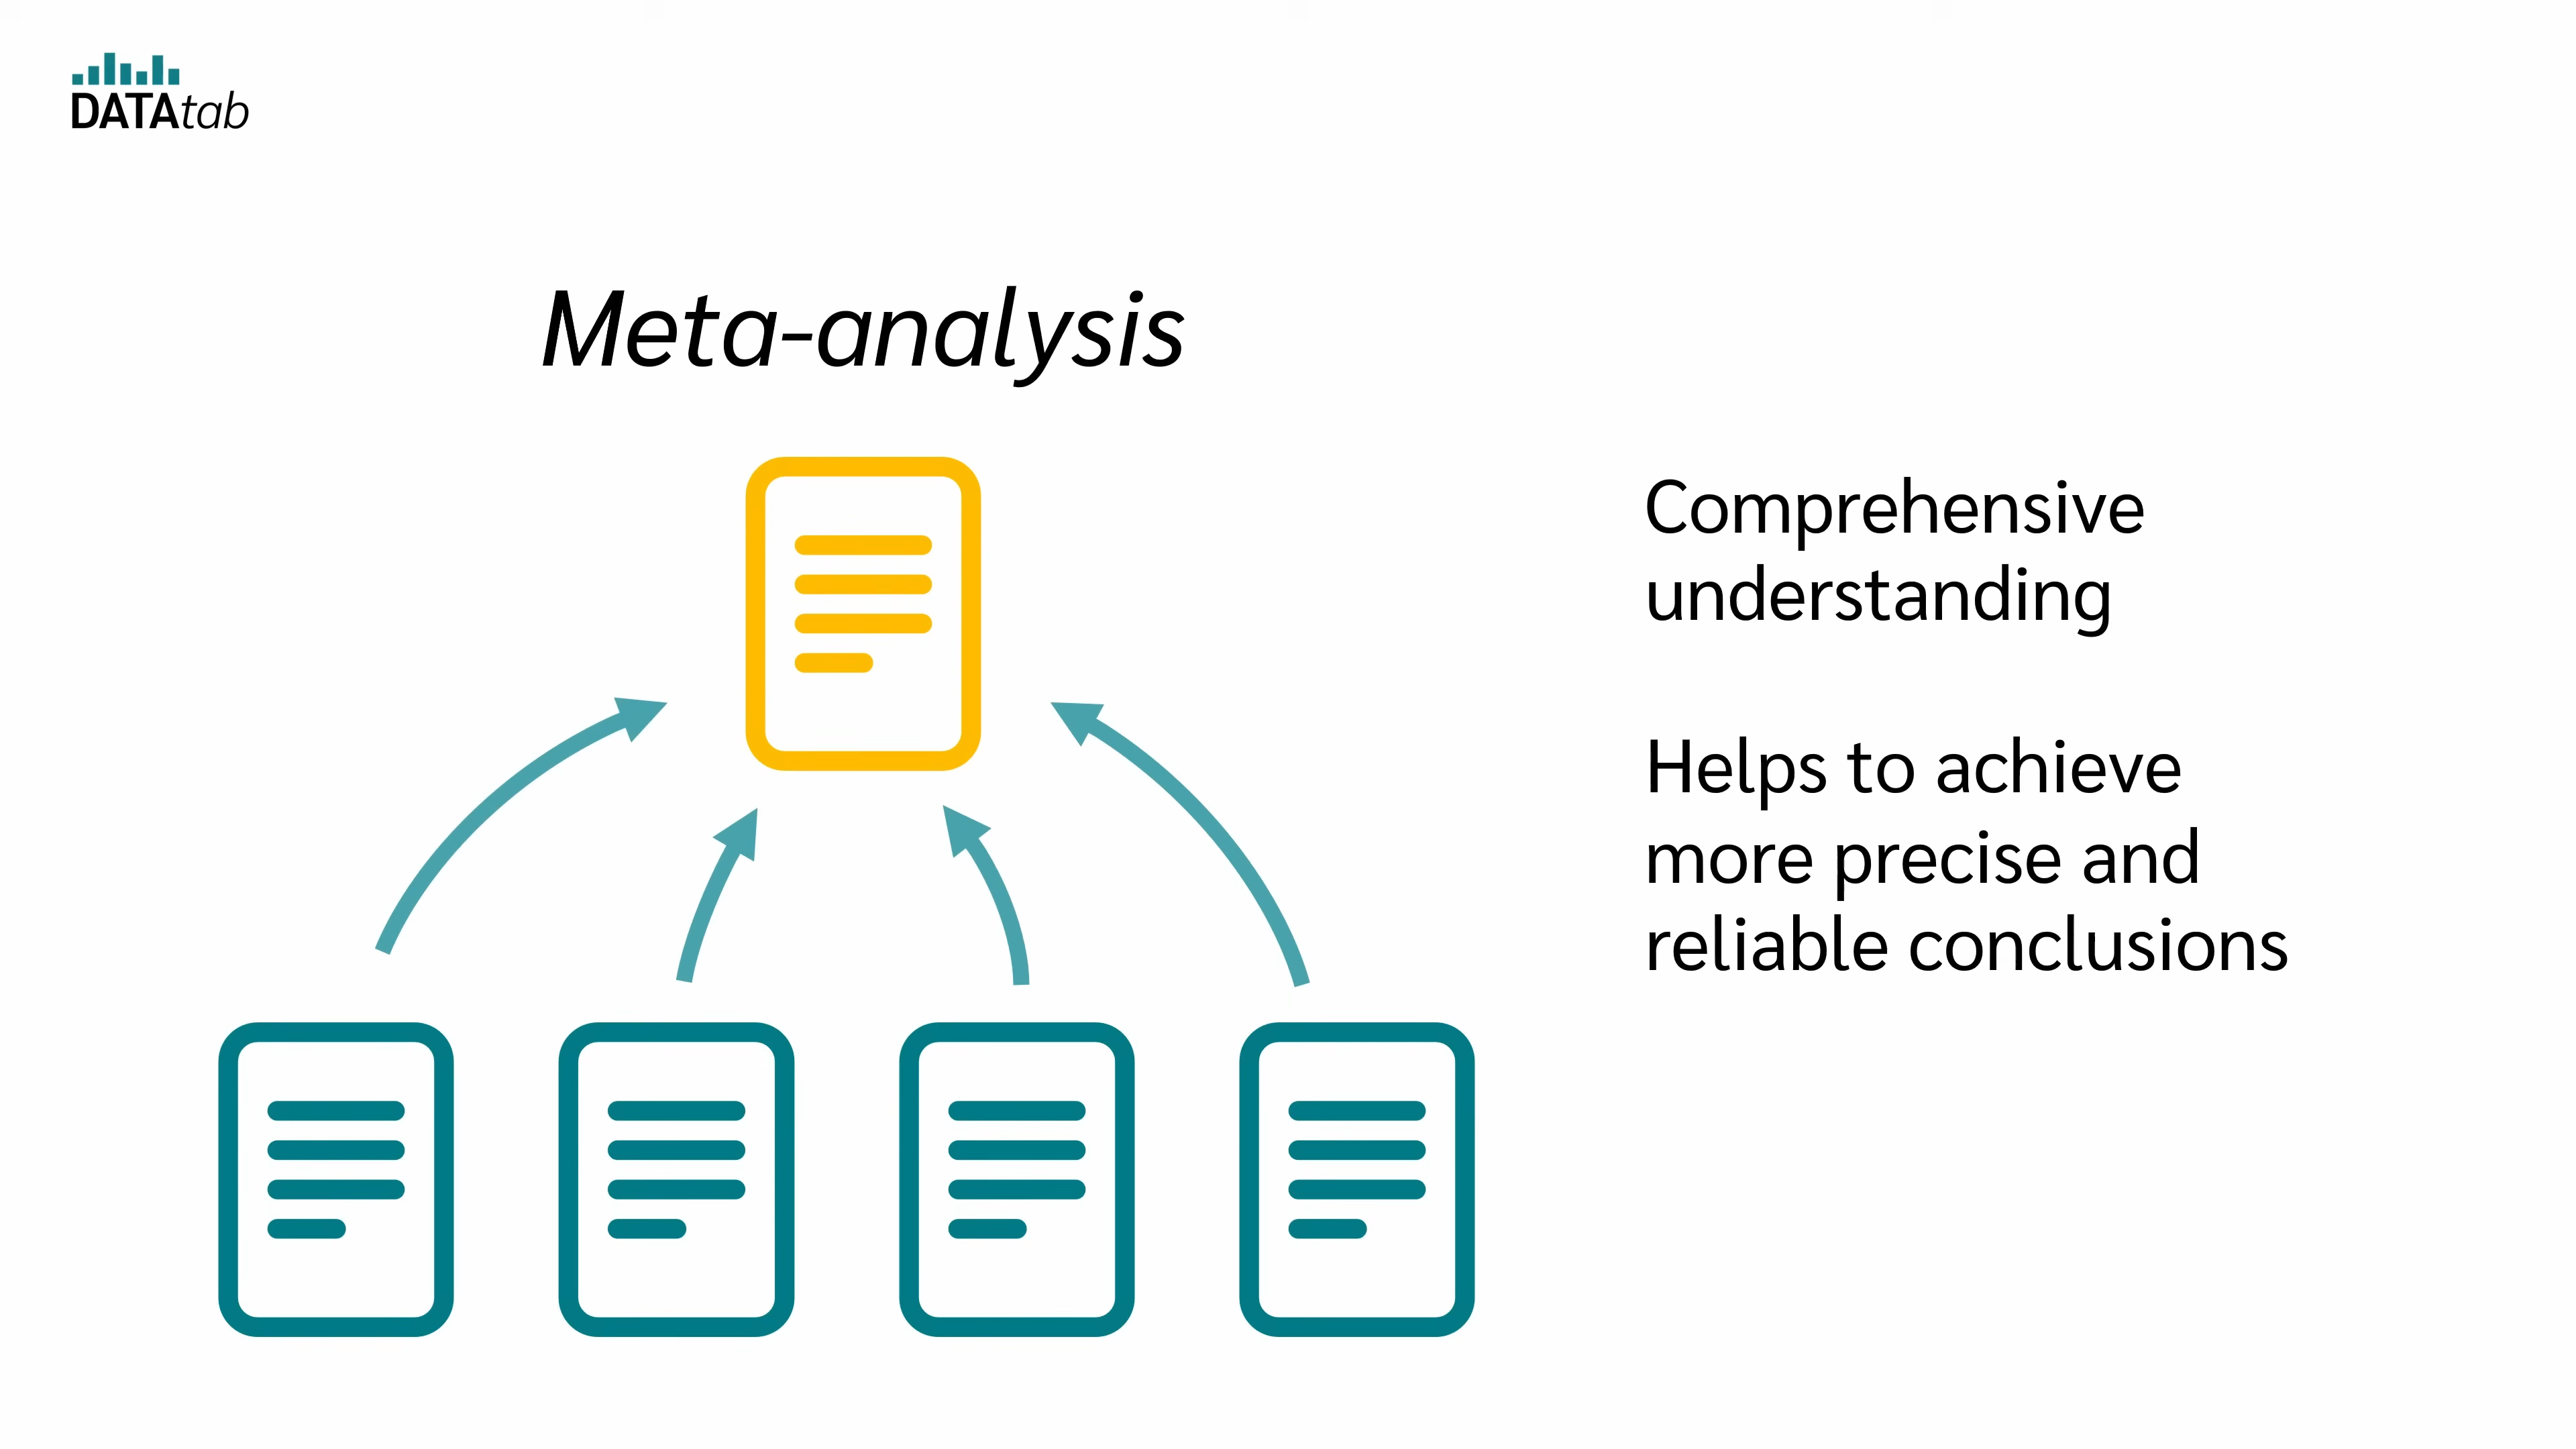 DATAtab
Meta-analysis
Comprehensive
understanding
Helps to achieve
more precise and
reliable conclusions